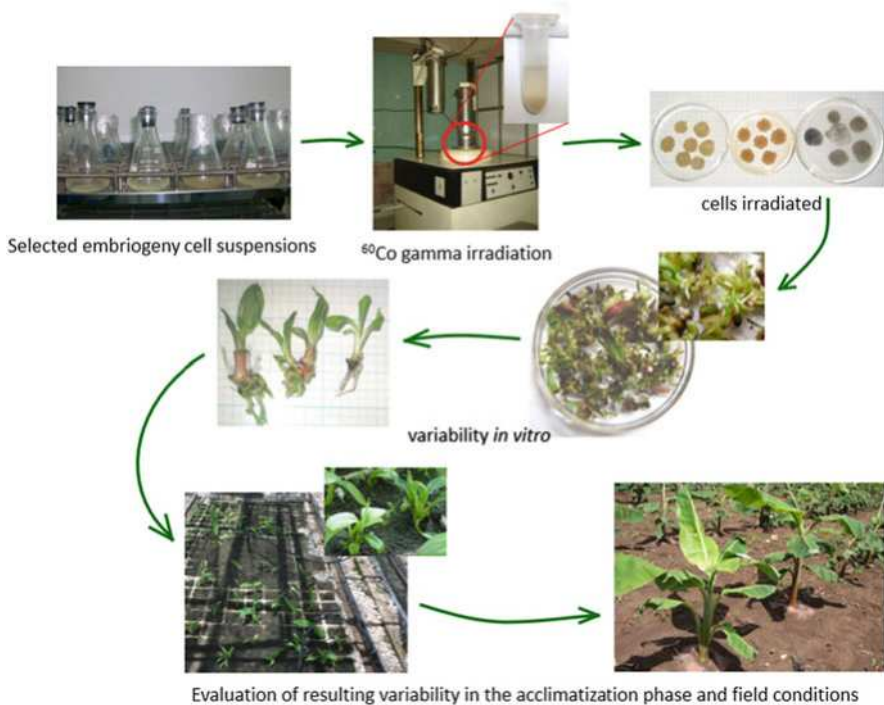 Selected embriogeny cell suspensions
⁶⁰Co gamma irradiation
cells irradiated
variability in vitro
Evaluation of resulting variability in the acclimatization phase and field conditions